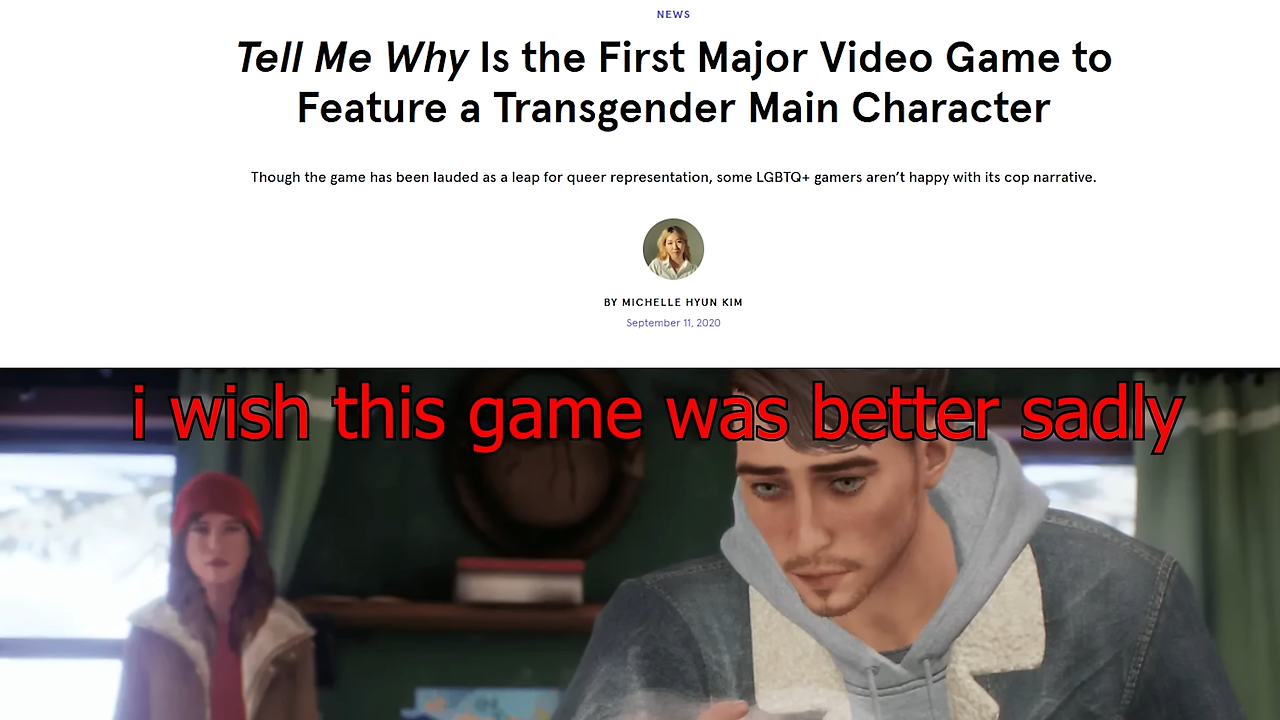 NEWS
Tell Me Why Is the First Major Video Game to
Feature a Transgender Main Character
Though the game has been lauded as a leap for queer representation, some LGBTQ+ gamers aren’t happy with its cop narrative.
BY MICHELLE HYUN KIM
September 11, 2020
i wish this game was better sadly